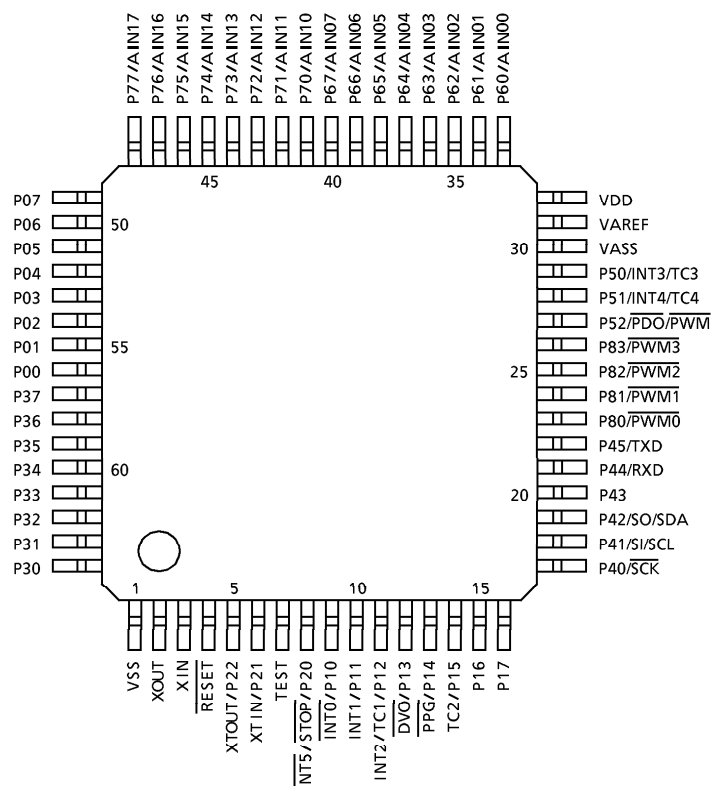 P77/AIN17
P76/AIN16
P75/AIN15
P74/AIN14
P73/AIN13
P72/AIN12
P71/AIN11
P70/AIN10
P67/AIN07
P66/AIN06
P65/AIN05
P64/AIN04
P63/AIN03
P62/AIN02
P61/AIN01
P60/AIN00
45
40
35
P07
P06
P05
P04
P03
P02
P01
P00
P37
P36
P35
P34
P33
P32
P31
P30
50
55
60
30
25
20
VDD
VAREF
VASS
P50/INT3/TC3
P51/INT4/TC4
P52/PDO/PWM
P83/PWM3
P82/PWM2
P81/PWM1
P80/PWM0
P45/TXD
P44/RXD
P43
P42/SO/SDA
P41/SI/SCL
P40/SCK
1
5
10
15
VSS
XOUT
XIN
RESET
XTOUT/P22
XTIN/P21
TEST
NT5/STOP/P20
INT0/P10
INT1/P11
INT2/TC1/P12
DVO/P13
PPG/P14
TC2/P15
P16
P17